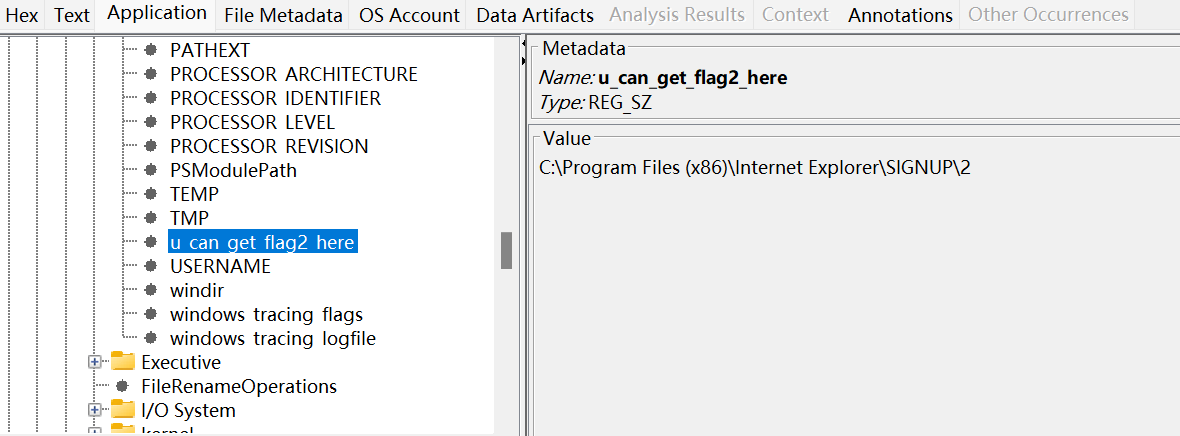 Hex Text Application File Metadata OS Account Data Artifacts Analysis Results Context Annotations Other Occurrences
PATHEXT
PROCESSOR_ARCHITECTURE
PROCESSOR_IDENTIFIER
PROCESSOR_LEVEL
PROCESSOR_REVISION
PSModulePath
TEMP
TMP
u_can_get_flag2_here
USERNAME
windir
windows_tracing_flags
windows_tracing_logfile
Executive
FileRenameOperations
I/O System
kernel
Metadata
Name: u_can_get_flag2_here
Type: REG_SZ
Value
C:\Program Files (x86)\Internet Explorer\SIGNUP\2